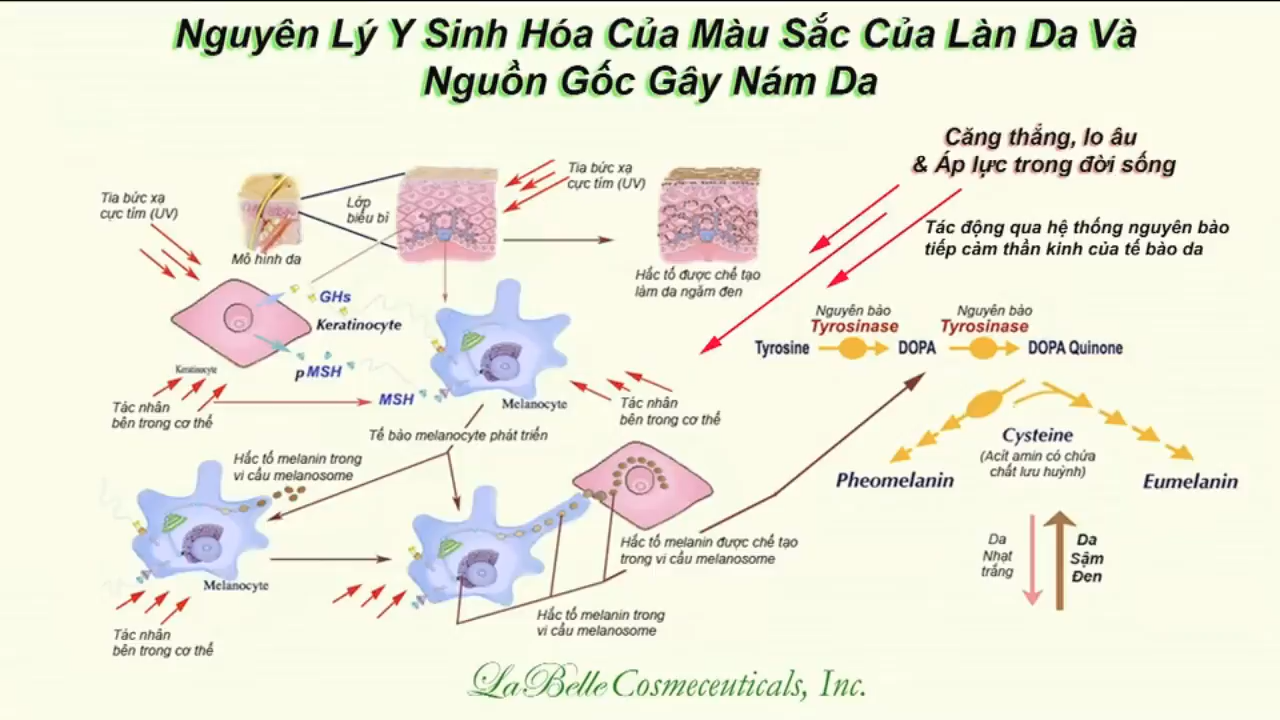 Nguyên Lý Y Sinh Hóa Của Màu Sắc Của Làn Da Và
Nguồn Gốc Gây Nám Da
Căng thẳng, lo âu
& Áp lực trong đời sống
Tia bức xạ
cực tím (UV)
Lớp
biểu bì
Tia bức xạ
cực tím (UV)
Tác động qua hệ thống nguyên bào
tiếp cảm thần kinh của tế bào da
Mô hình da
Hắc tố được chế tạo
làm da ngăm đen
GHs
Keratinocyte
Keratinocyte
pMSH
MSH
Melanocyte
Tác nhân
bên trong cơ thể
Tác nhân
bên trong cơ thể
Nguyên bào
Tyrosinase
Nguyên bào
Tyrosinase
Tyrosine
DOPA
DOPA Quinone
Tế bào melanocyte phát triển
Cysteine
(Acít amin có chứa
chất lưu huỳnh)
Pheomelanin
Eumelanin
Hắc tố melanin trong
vi cầu melanosome
Hắc tố melanin được chế tạo
trong vi cầu melanosome
Da
Nhạt
trắng
Da
Sậm
Đen
Melanocyte
Hắc tố melanin trong
vi cầu melanosome
Tác nhân
bên trong cơ thể
La Belle Cosmeceuticals, Inc.